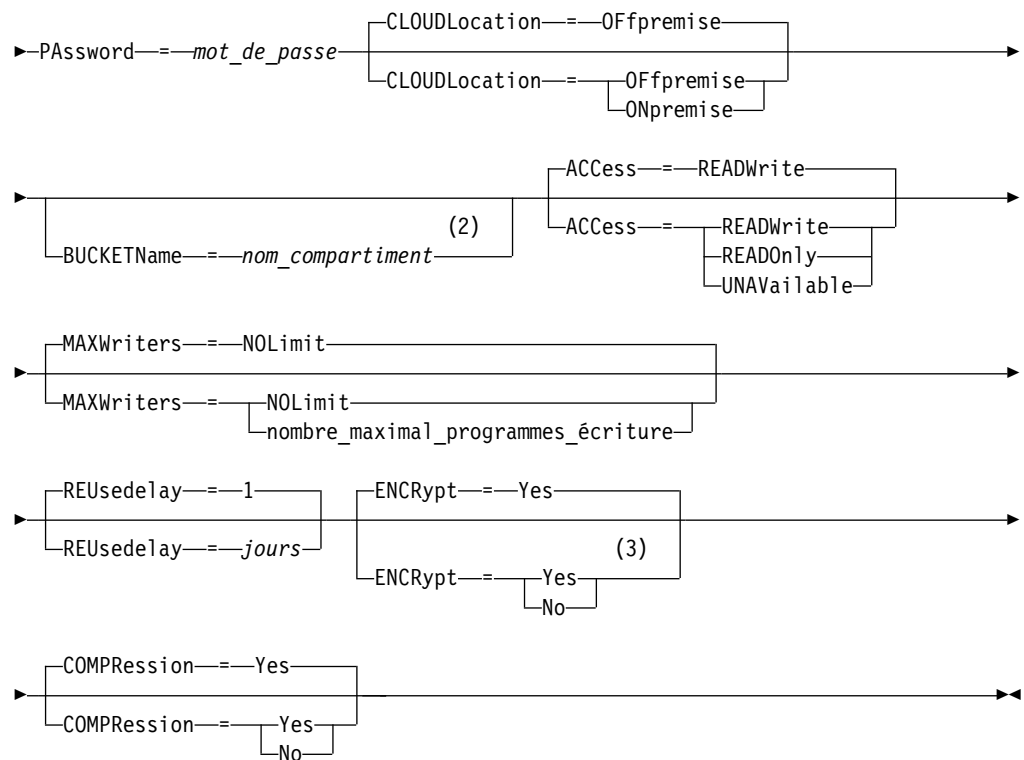 CLOUDLocation = OFfpremise
PAssword = mot_de_passe
CLOUDLocation = OFfpremise
ONpremise
ACCess = READWrite
(2)
BUCKETName = nom_compartiment
ACCess = READWrite
READOnly
UNAVailable
MAXWriters = NOLimit
MAXWriters = NOLimit
nombre_maximal_programmes_écriture
REUsedelay = 1
ENCRypt = Yes
REUsedelay = jours
(3)
ENCRypt = Yes
No
COMPRession = Yes
COMPRession = Yes
No